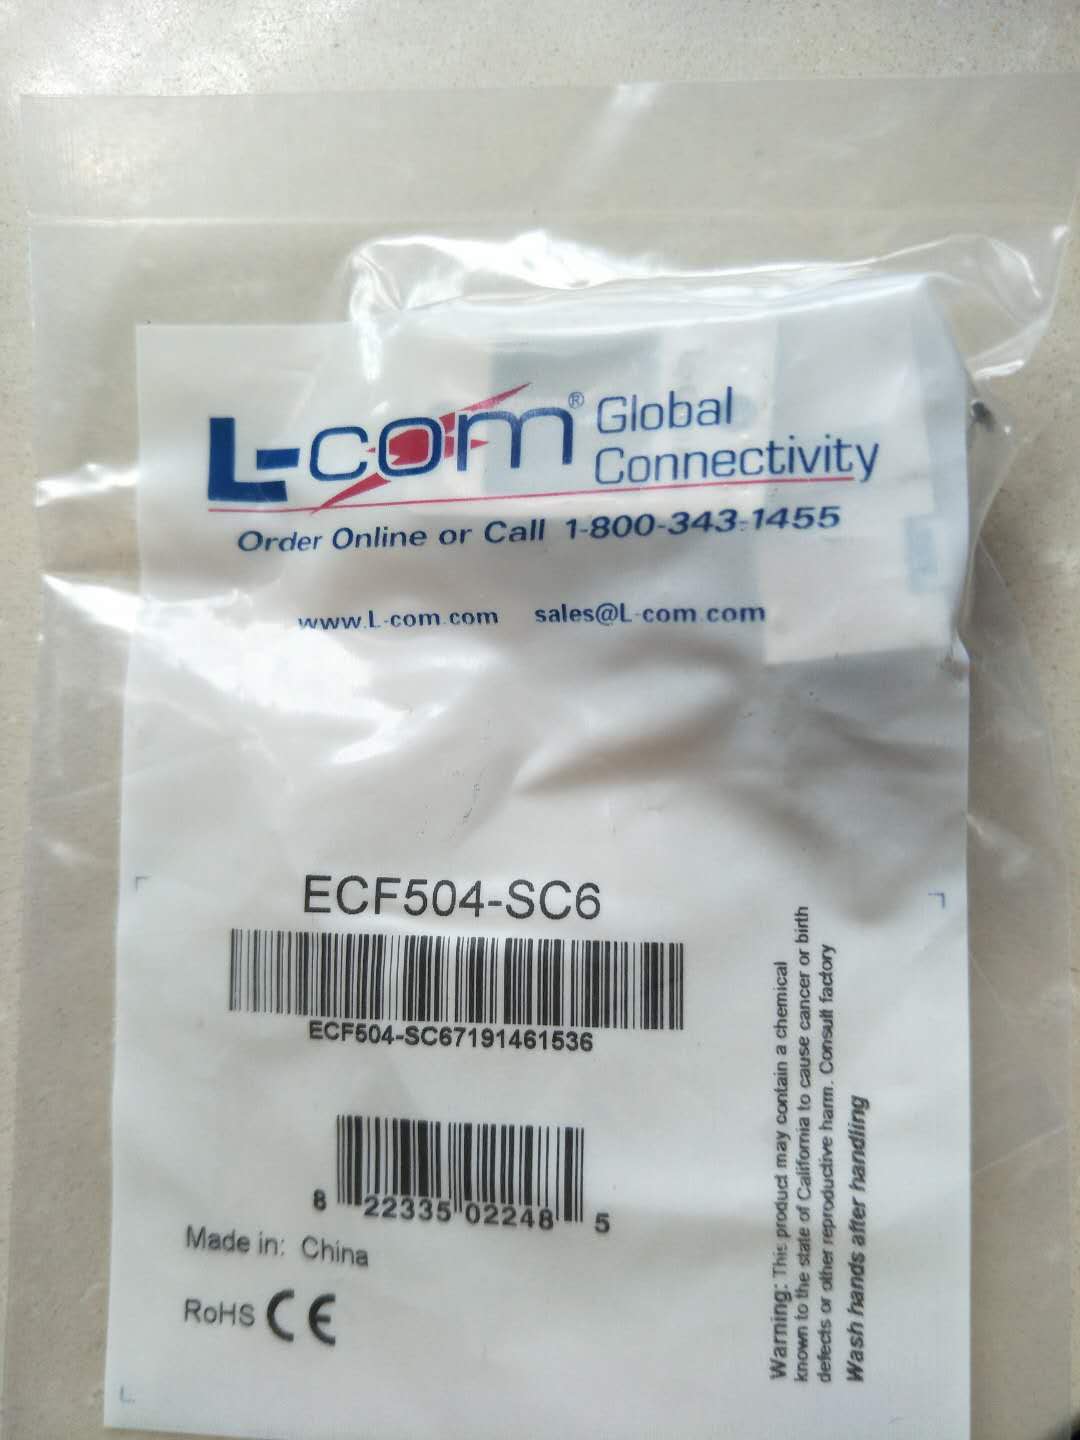 L-com® Global
Connectivity
Order Online or Call 1-800-343-1455
www.L-com.com sales@L-com.com
ECF504-SC6
ECF504-SC67191461536
8 22335 02248 5
Made in: China
RoHS CE
Warning: This product may contain a chemical
known to the state of California to cause cancer or birth
defects or other reproductive harm. Consult factory
Wash hands after handling